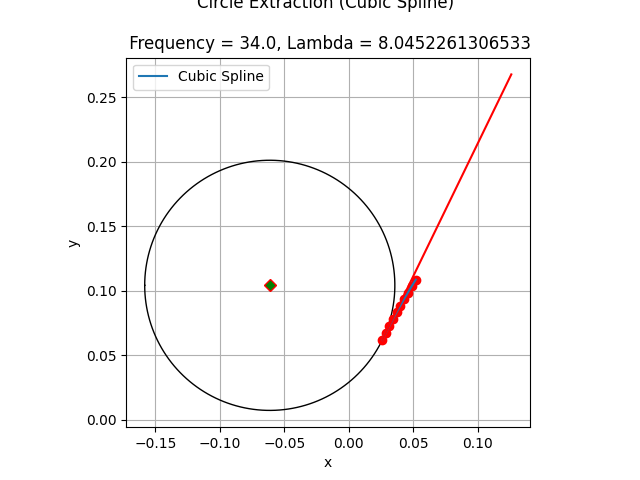 Circle Extraction (Cubic Spline)
Frequency = 34.0, Lambda = 8.0452261306533
Cubic Spline
0.25
0.20
0.15
0.10
0.05
0.00
y
−0.15 −0.10 −0.05 0.00 0.05 0.10
x